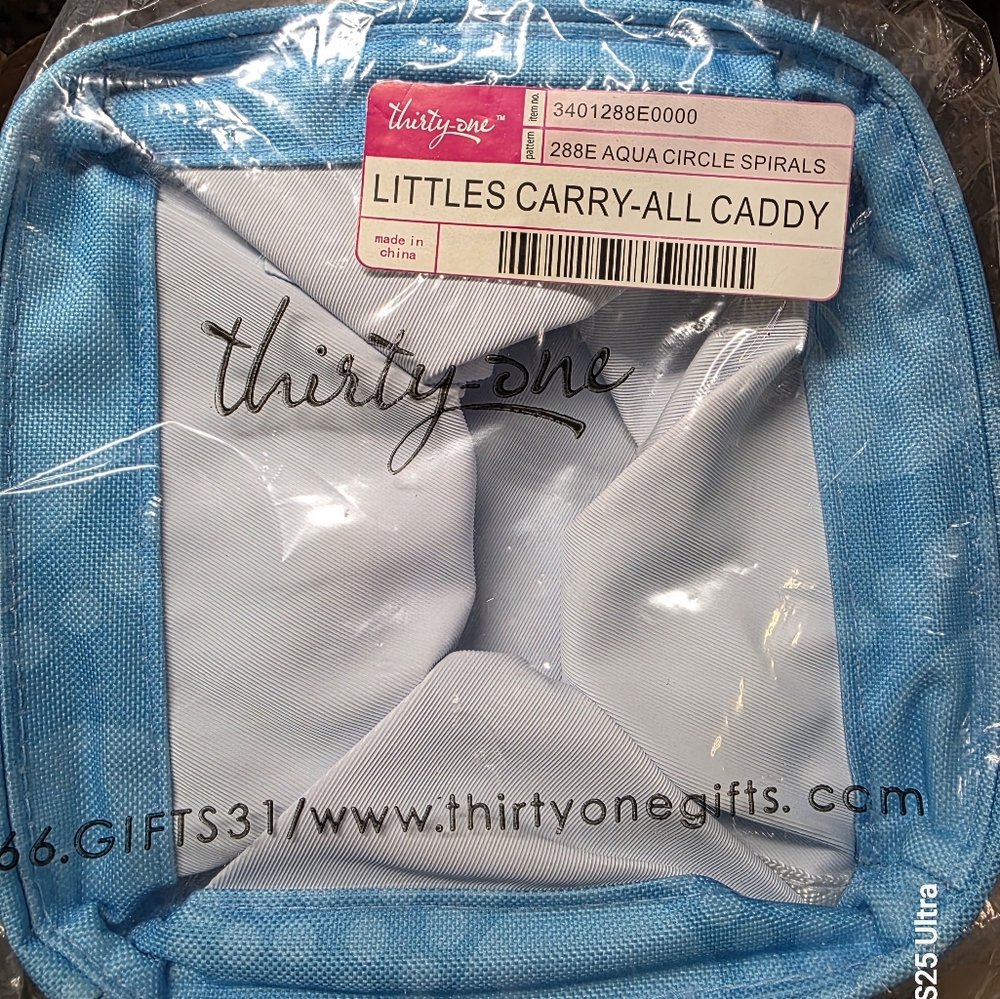 thirty-one™
item no.
3401288E0000
pattern
288E AQUA CIRCLE SPIRALS
LITTLES CARRY-ALL CADDY
made in
china
thirty-one
66.GIFTS31/www.thirtyonegifts.com
S25 Ultra